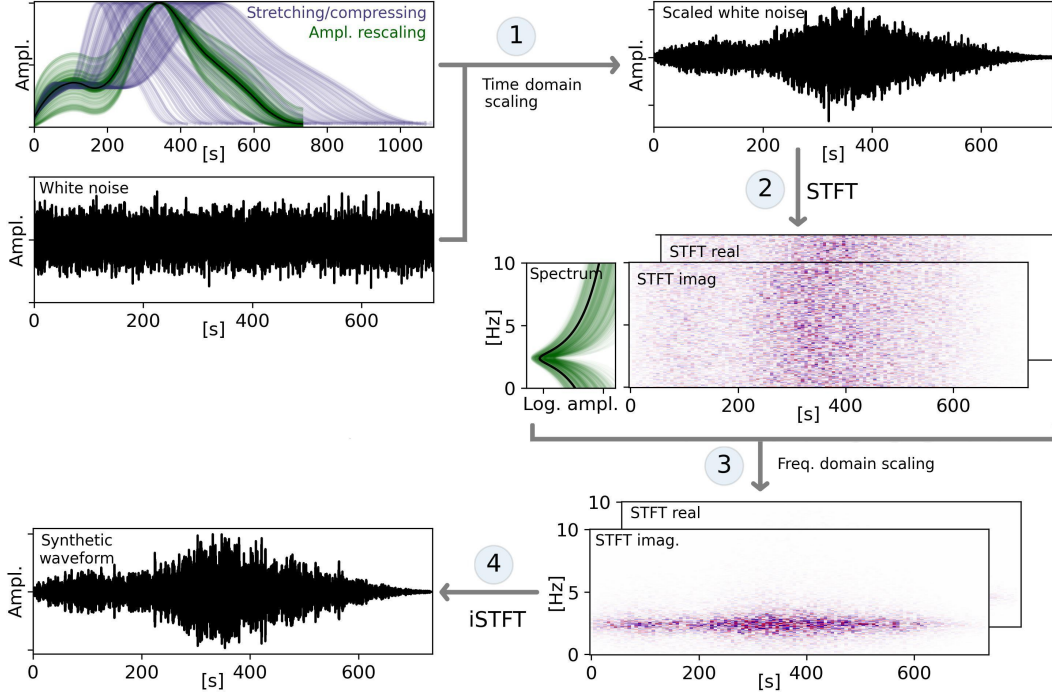 Stretching/compressing
Ampl. rescaling
Ampl.
0 200 400 600 800 1000
[s]
1
Time domain
scaling
Scaled white noise
Ampl.
0 200 400 600
[s]
White noise
Ampl.
0 200 400 600
[s]
2
STFT
STFT real
STFT imag
Spectrum
10
5
0
[Hz]
Log. ampl.
0 200 400 600
[s]
3
Freq. domain scaling
10
STFT real
10
5
0
[Hz]
STFT imag.
0 200 400 600
[s]
4
iSTFT
Synthetic
waveform
Ampl.
0 200 400 600
[s]